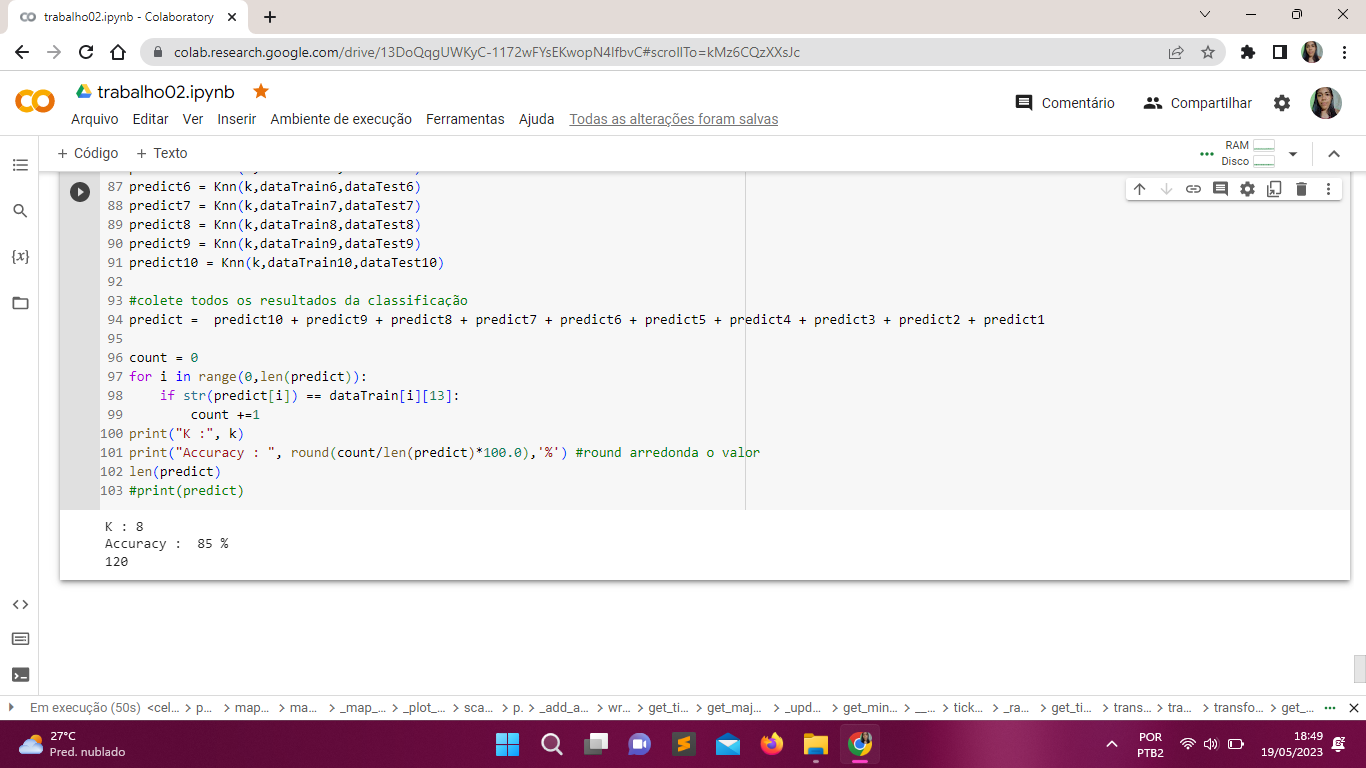 trabalho02.ipynb - Colaboratory
colab.research.google.com/drive/13DoQqgUWKyC-1172wFYsEKwopN4lfbvC#scrollTo=kMz6CQzXXsJc
trabalho02.ipynb
Comentário Compartilhar
Arquivo Editar Ver Inserir Ambiente de execução Ferramentas Ajuda Todas as alterações foram salvas
+ Código + Texto
RAM
Disco
87 predict6 = Knn(k,dataTrain6,dataTest6)
88 predict7 = Knn(k,dataTrain7,dataTest7)
89 predict8 = Knn(k,dataTrain8,dataTest8)
90 predict9 = Knn(k,dataTrain9,dataTest9)
91 predict10 = Knn(k,dataTrain10,dataTest10)
92
93 #colete todos os resultados da classificação
94 predict =  predict10 + predict9 + predict8 + predict7 + predict6 + predict5 + predict4 + predict3 + predict2 + predict1
95
96 count = 0
97 for i in range(0,len(predict)):
98     if str(predict[i]) == dataTrain[i][13]:
99         count +=1
100 print("K :", k)
101 print("Accuracy : ", round(count/len(predict)*100.0),'%') #round arredonda o valor
102 len(predict)
103 #print(predict)
K : 8
Accuracy :  85 %
120
Em execução (50s) <cel... > p... > map... > ma... > _map_... > _plot_... > sca... > p. > _add_a... > wr... > get_ti... > get_maj... > _upd... > get_min... > __... > tick... > _ra... > get_ti... > trans... > tra... > transfo... > get_... ...
27°C
Pred. nublado
POR
PTB2
18:49
19/05/2023